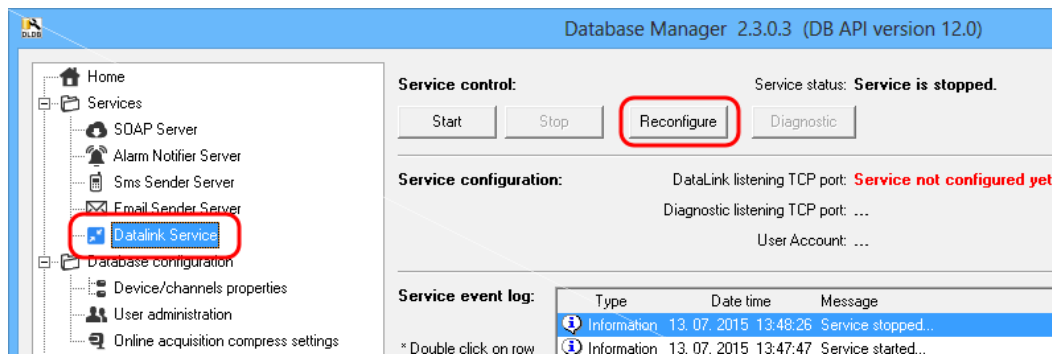 DLDB
Database Manager 2.3.0.3 (DB API version 12.0)
Home
Services
SOAP Server
Alarm Notifier Server
Sms Sender Server
Email Sender Server
Datalink Service
Database configuration
Device/channels properties
User administration
Online acquisition compress settings
Service control:
Service status: Service is stopped.
Start Stop Reconfigure Diagnostic
Service configuration:
DataLink listening TCP port: Service not configured yet
Diagnostic listening TCP port: ...
User Account: ...
Service event log:
Type Date time Message
Information 13. 07. 2015 13:48:26 Service stopped...
* Double click on row
Information 13. 07. 2015 13:47:47 Service started...